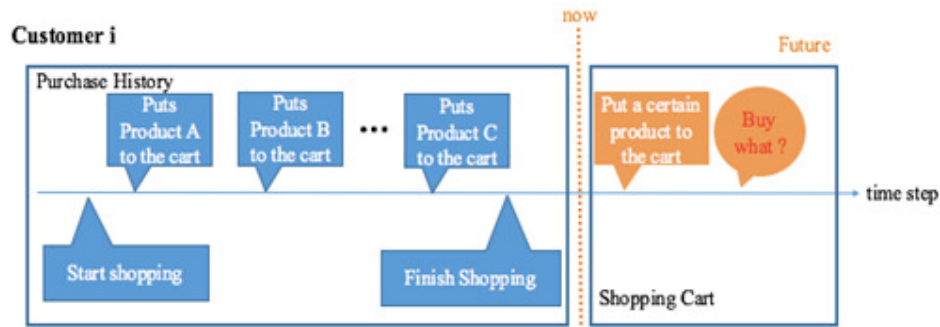 now
Customer i
Future
Purchase History
Puts
Product A
to the cart
Puts
Product B
to the cart
...
Puts
Product C
to the cart
Put a certain
product to
the cart
Buy
what ?
time step
Start shopping
Finish Shopping
Shopping Cart